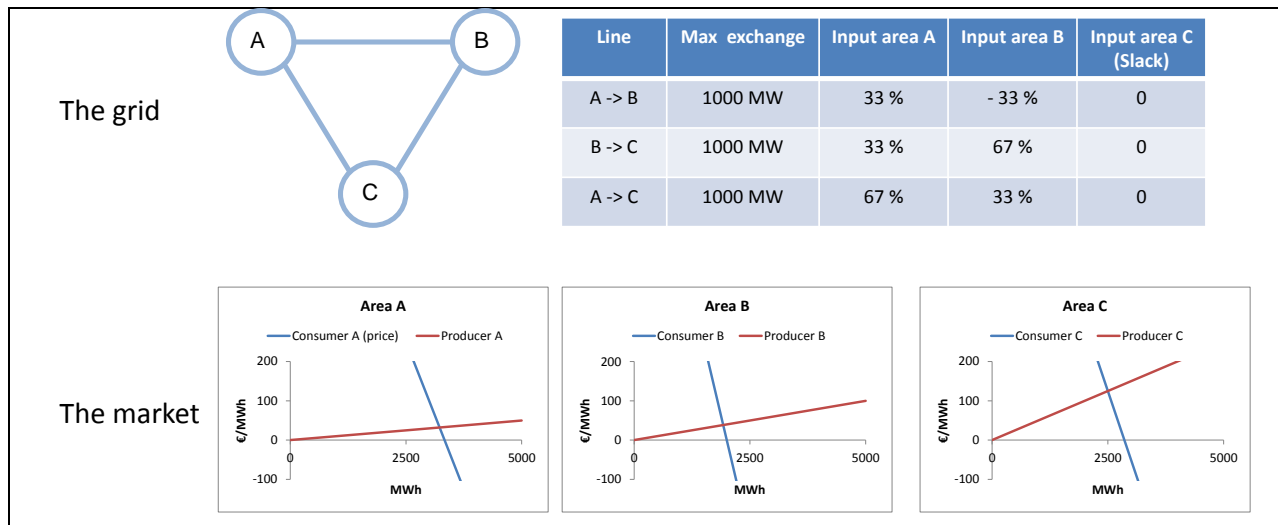 A
B
C
The grid
Line Max exchange Input area A Input area B Input area C (Slack)
A -> B 1000 MW 33 % - 33 % 0
B -> C 1000 MW 33 % 67 % 0
A -> C 1000 MW 67 % 33 % 0
The market
Area A
Consumer A (price) Producer A
200
100
0
-100
0 2500 5000
€/MWh
MWh
Area B
Consumer B Producer B
200
100
0
-100
0 2500 5000
€/MWh
MWh
Area C
Consumer C Producer C
200
100
0
-100
0 2500 5000
€/MWh
MWh